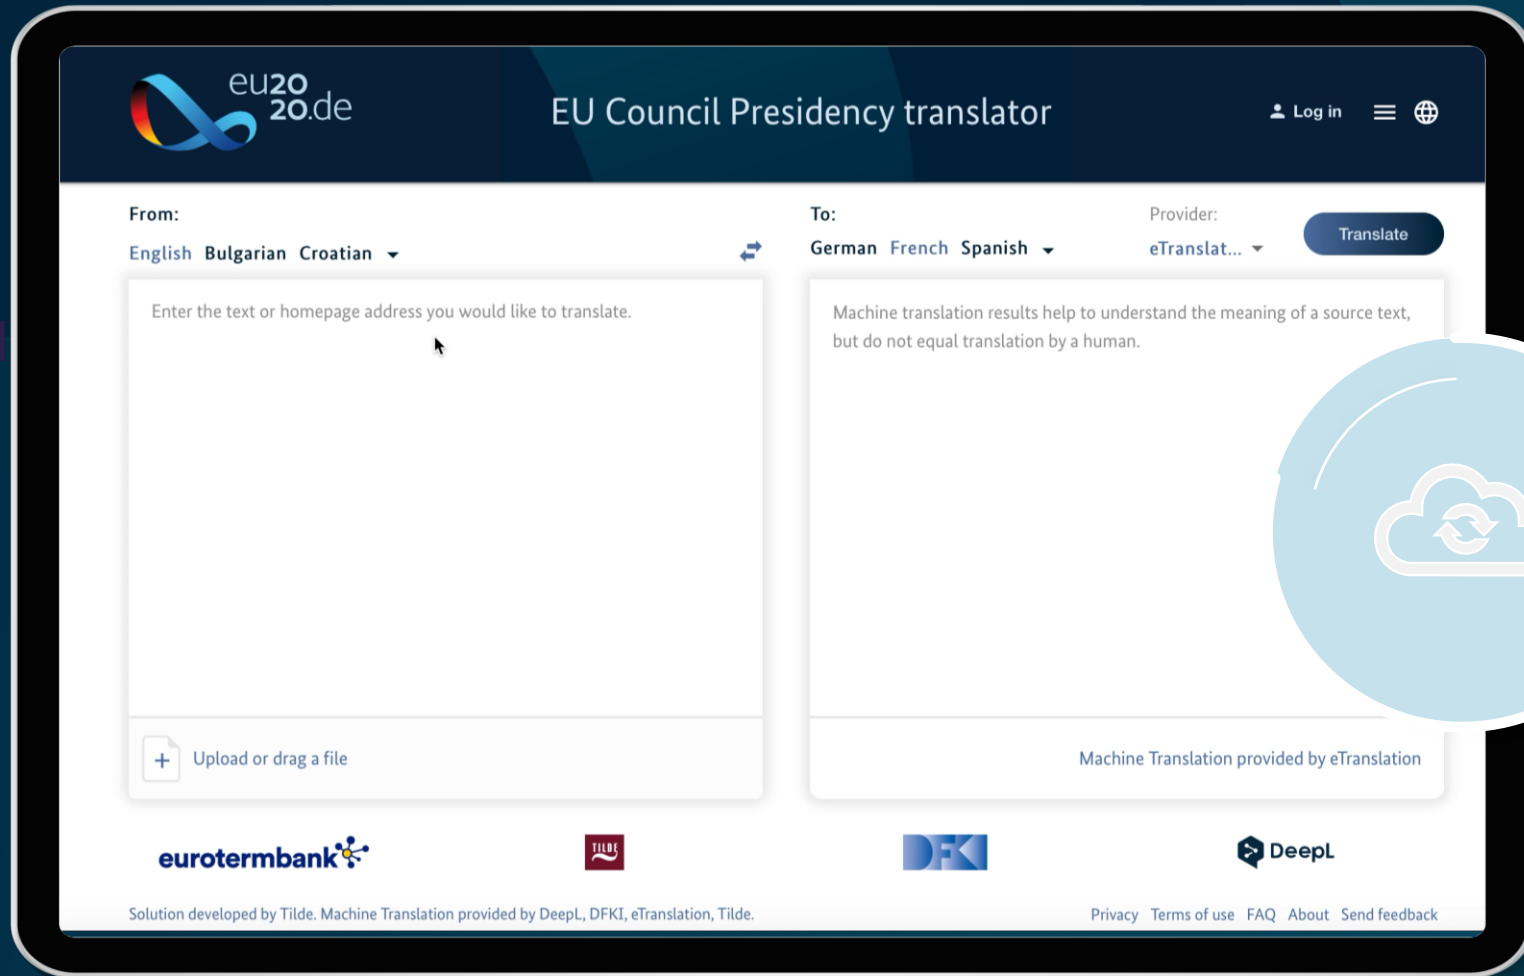 eu20
20.de
EU Council Presidency translator
Log in
From:
English Bulgarian Croatian
To:
German French Spanish
Provider:
eTranslat...
Translate
Enter the text or homepage address you would like to translate.
Machine translation results help to understand the meaning of a source text,
but do not equal translation by a human.
Upload or drag a file
Machine Translation provided by eTranslation
eurotermbank
TILDE
DFKI
DeepL
Solution developed by Tilde. Machine Translation provided by DeepL, DFKI, eTranslation, Tilde.
Privacy Terms of use FAQ About Send feedback